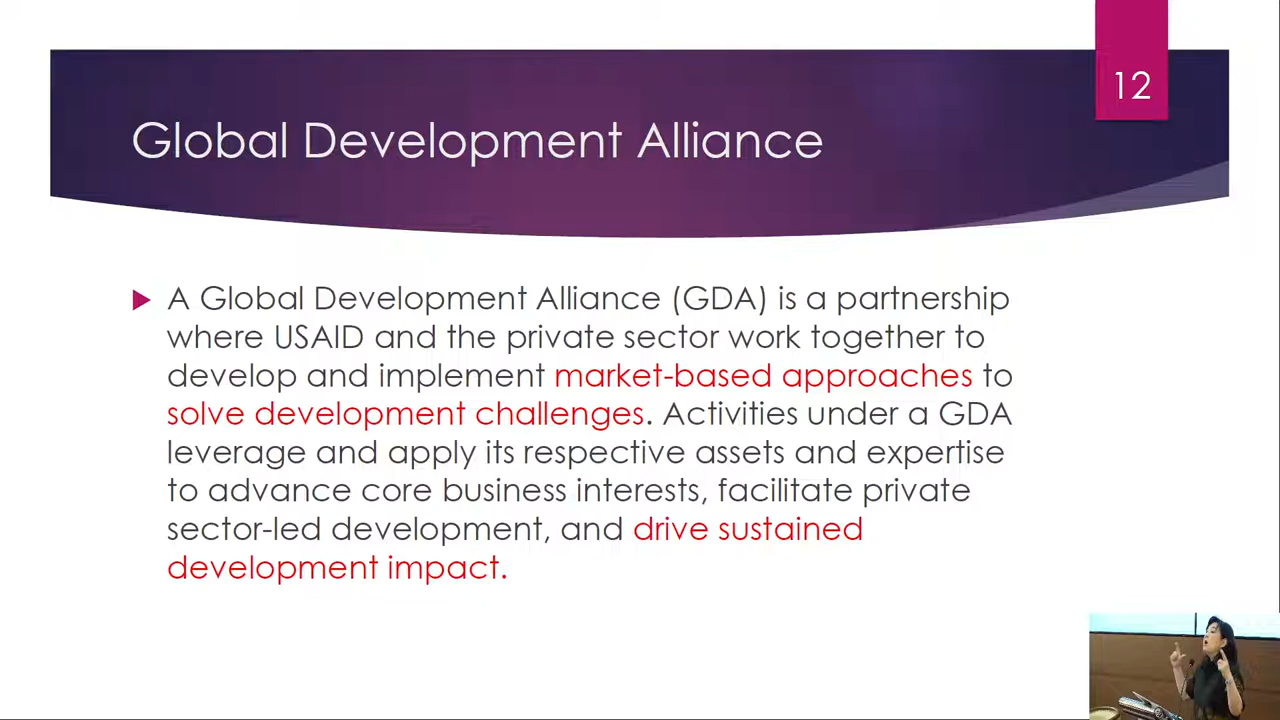 12
Global Development Alliance
A Global Development Alliance (GDA) is a partnership
where USAID and the private sector work together to
develop and implement market-based approaches to
solve development challenges. Activities under a GDA
leverage and apply its respective assets and expertise
to advance core business interests, facilitate private
sector-led development, and drive sustained
development impact.